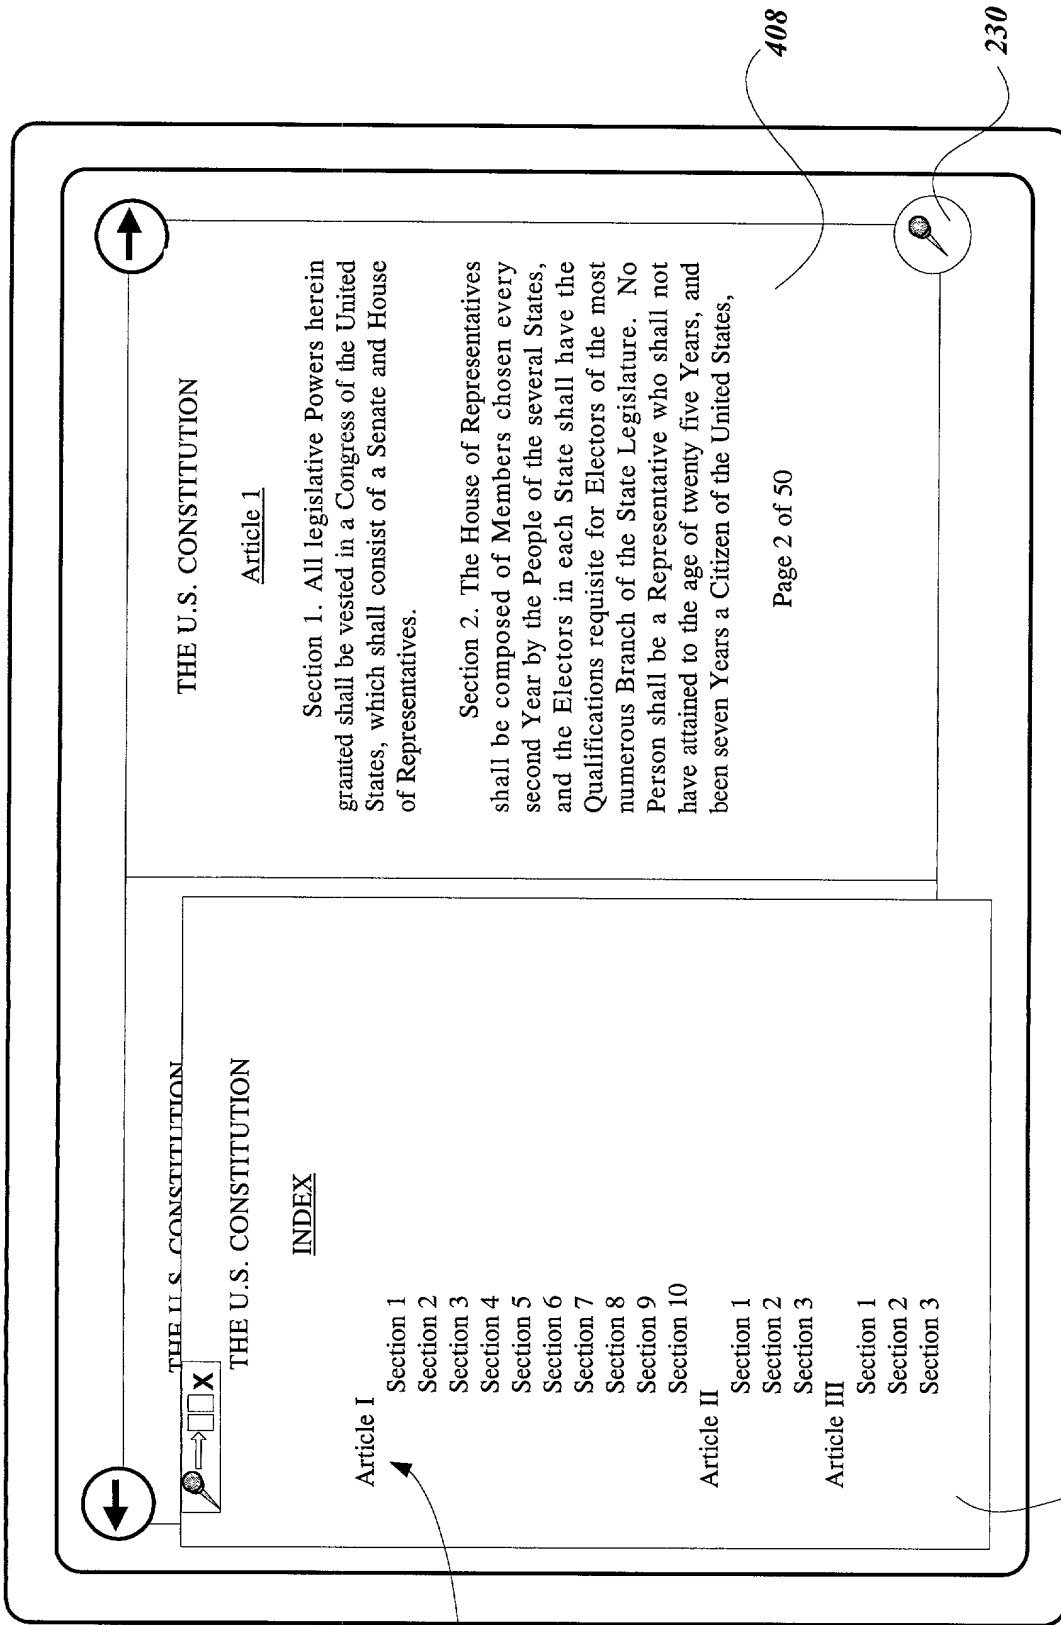 THE U.S. CONSTITUTION
X
THE U.S. CONSTITUTION
INDEX
Article I
Section 1
Section 2
Section 3
Section 4
Section 5
Section 6
Section 7
Section 8
Section 9
Section 10
Article II
Section 1
Section 2
Section 3
Article III
Section 1
Section 2
Section 3
THE U.S. CONSTITUTION
Article 1
Section 1. All legislative Powers herein
granted shall be vested in a Congress of the United
States, which shall consist of a Senate and House
of Representatives.
Section 2. The House of Representatives
shall be composed of Members chosen every
second Year by the People of the several States,
and the Electors in each State shall have the
Qualifications requisite for Electors of the most
numerous Branch of the State Legislature. No
Person shall be a Representative who shall not
have attained to the age of twenty five Years, and
been seven Years a Citizen of the United States,
Page 2 of 50
408
230